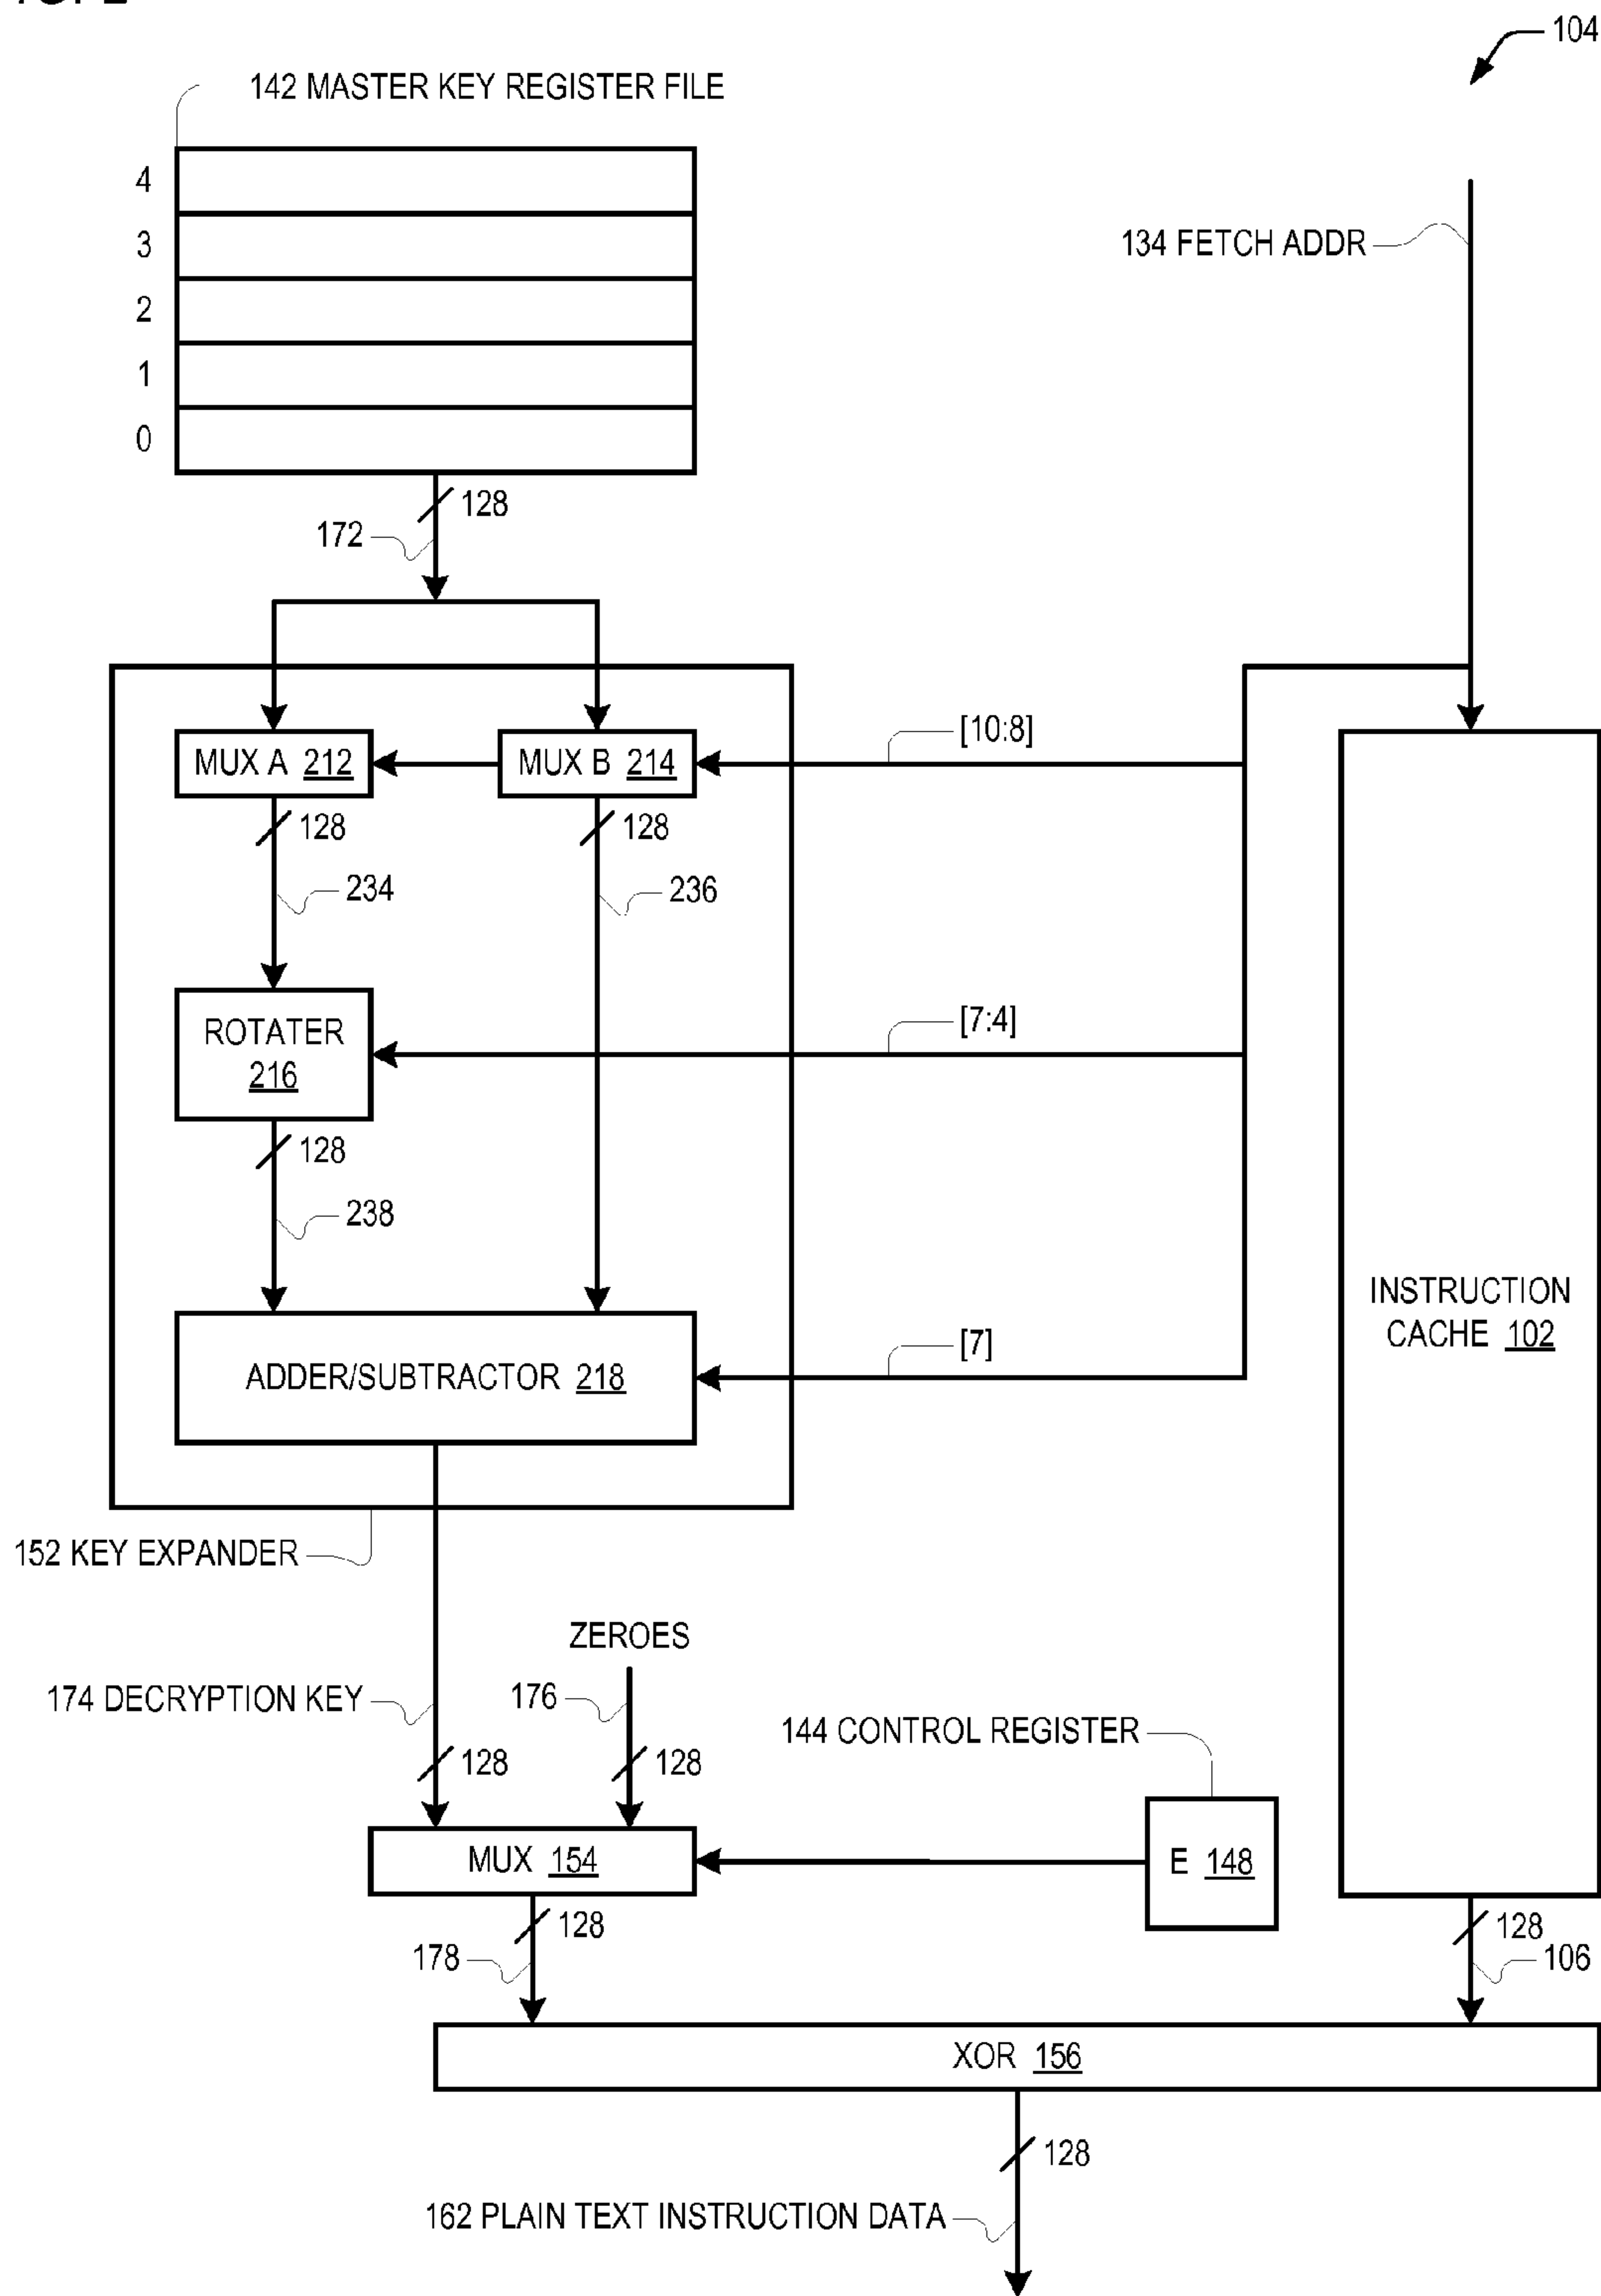 104
142 MASTER KEY REGISTER FILE
4
3
2
1
0
134 FETCH ADDR
128
172
[10:8]
MUX A 212
MUX B 214
128
128
234
236
[7:4]
ROTATER
216
128
238
INSTRUCTION
CACHE 102
[7]
ADDER/SUBTRACTOR 218
152 KEY EXPANDER
ZEROES
174 DECRYPTION KEY
176
144 CONTROL REGISTER
128
128
MUX 154
E 148
128
178
128
106
XOR 156
128
162 PLAIN TEXT INSTRUCTION DATA